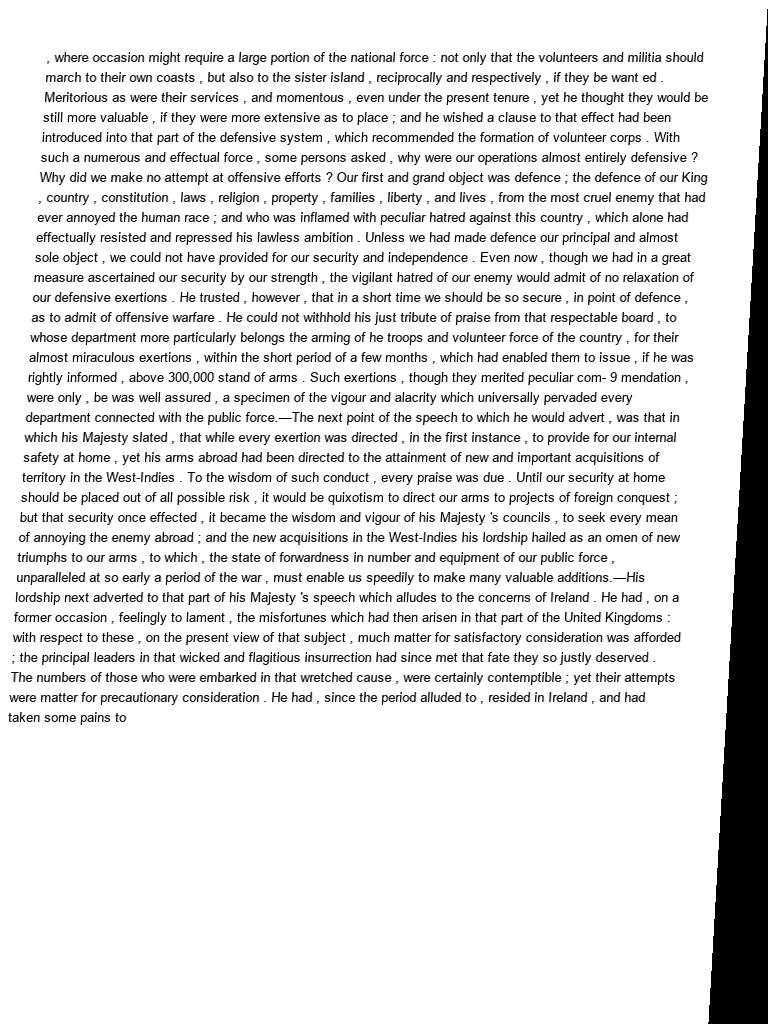 , where occasion might require a large portion of the national force : not only that the volunteers and militia should
march to their own coasts , but also to the sister island , reciprocally and respectively , if they be want ed .
Meritorious as were their services , and momentous , even under the present tenure , yet he thought they would be
still more valuable , if they were more extensive as to place ; and he wished a clause to that effect had been
introduced into that part of the defensive system , which recommended the formation of volunteer corps . With
such a numerous and effectual force , some persons asked , why were our operations almost entirely defensive ?
Why did we make no attempt at offensive efforts ? Our first and grand object was defence ; the defence of our King
, country , constitution , laws , religion , property , families , liberty , and lives , from the most cruel enemy that had
ever annoyed the human race ; and who was inflamed with peculiar hatred against this country , which alone had
effectually resisted and repressed his lawless ambition . Unless we had made defence our principal and almost
sole object , we could not have provided for our security and independence . Even now , though we had in a great
measure ascertained our security by our strength , the vigilant hatred of our enemy would admit of no relaxation of
our defensive exertions . He trusted , however , that in a short time we should be so secure , in point of defence ,
as to admit of offensive warfare . He could not withhold his just tribute of praise from that respectable board , to
whose department more particularly belongs the arming of he troops and volunteer force of the country , for their
almost miraculous exertions , within the short period of a few months , which had enabled them to issue , if he was
rightly informed , above 300,000 stand of arms . Such exertions , though they merited peculiar com- 9 mendation ,
were only , be was well assured , a specimen of the vigour and alacrity which universally pervaded every
department connected with the public force.—The next point of the speech to which he would advert , was that in
which his Majesty slated , that while every exertion was directed , in the first instance , to provide for our internal
safety at home , yet his arms abroad had been directed to the attainment of new and important acquisitions of
territory in the West-Indies . To the wisdom of such conduct , every praise was due . Until our security at home
should be placed out of all possible risk , it would be quixotism to direct our arms to projects of foreign conquest ;
but that security once effected , it became the wisdom and vigour of his Majesty 's councils , to seek every mean
of annoying the enemy abroad ; and the new acquisitions in the West-Indies his lordship hailed as an omen of new
triumphs to our arms , to which , the state of forwardness in number and equipment of our public force ,
unparalleled at so early a period of the war , must enable us speedily to make many valuable additions.—His
lordship next adverted to that part of his Majesty 's speech which alludes to the concerns of Ireland . He had , on a
former occasion , feelingly to lament , the misfortunes which had then arisen in that part of the United Kingdoms :
with respect to these , on the present view of that subject , much matter for satisfactory consideration was afforded
; the principal leaders in that wicked and flagitious insurrection had since met that fate they so justly deserved .
The numbers of those who were embarked in that wretched cause , were certainly contemptible ; yet their attempts
were matter for precautionary consideration . He had , since the period alluded to , resided in Ireland , and had
taken some pains to